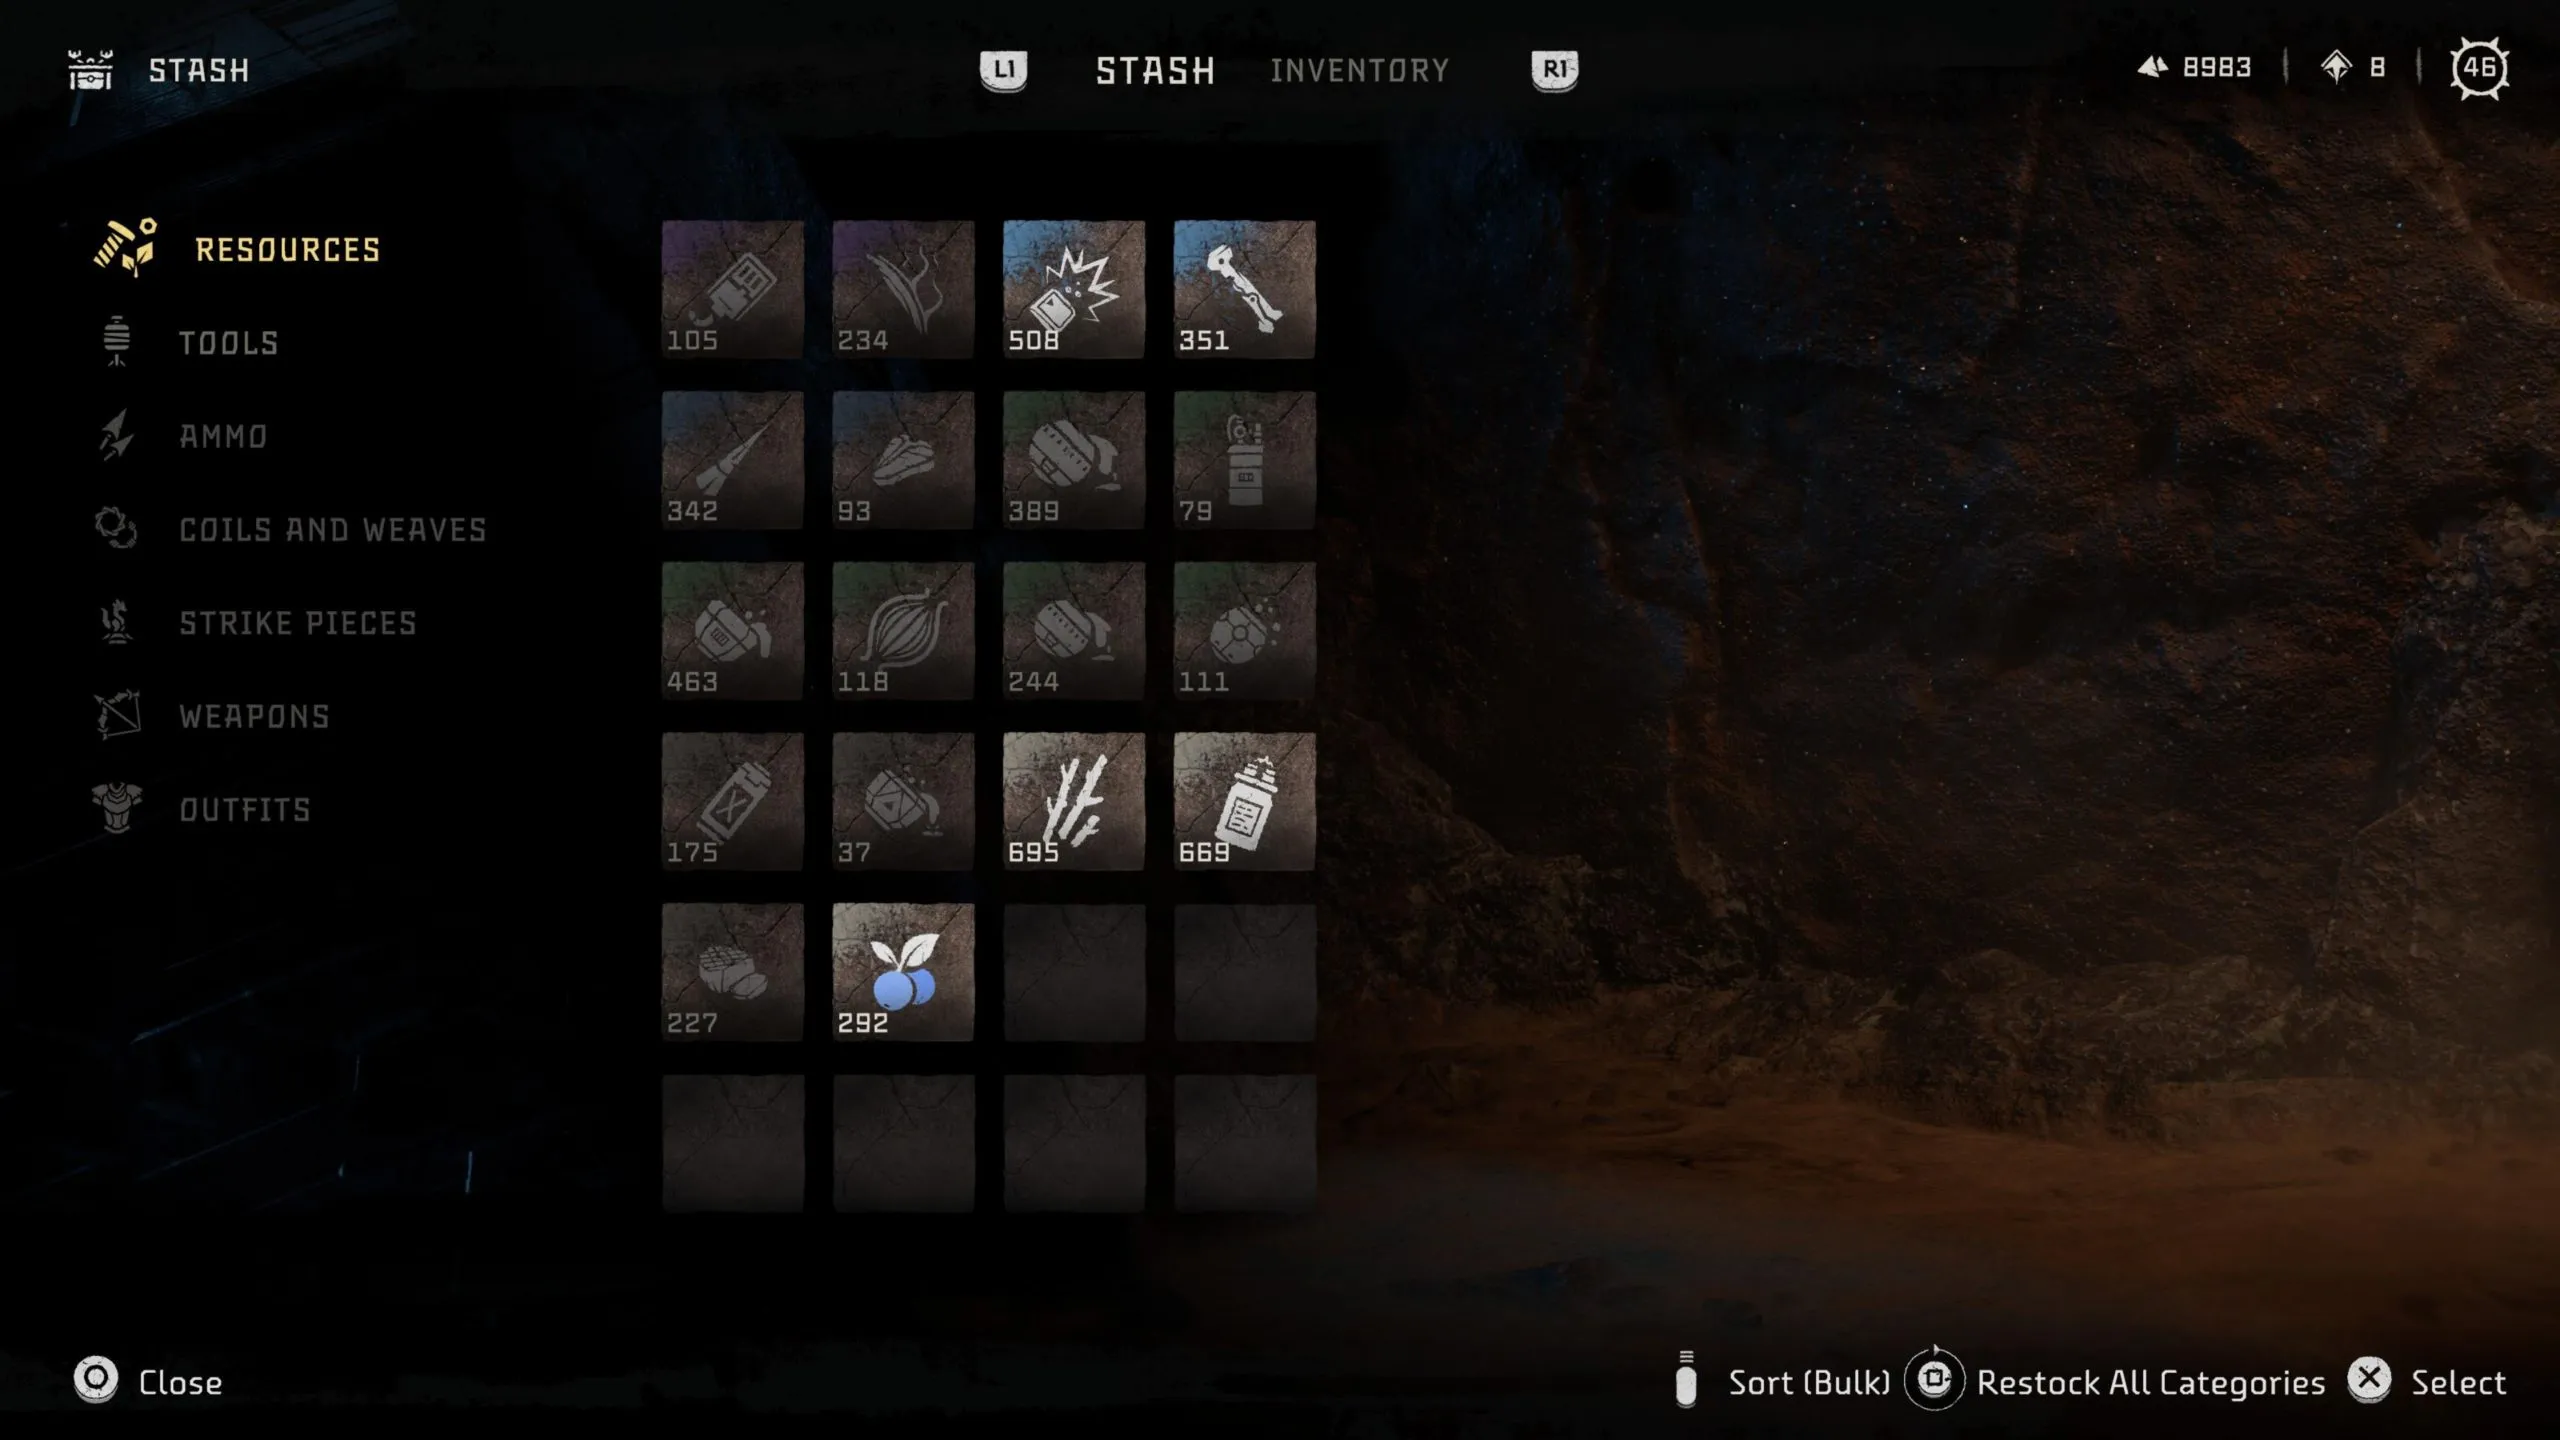 STASH
L1 STASH INVENTORY R1
8983 8 46
RESOURCES
TOOLS
AMMO
COILS AND WEAVES
STRIKE PIECES
WEAPONS
OUTFITS
105 234 508 351
342 93 389 79
463 118 244 111
175 37 695 669
227 292
Close
Sort (Bulk) Restock All Categories Select